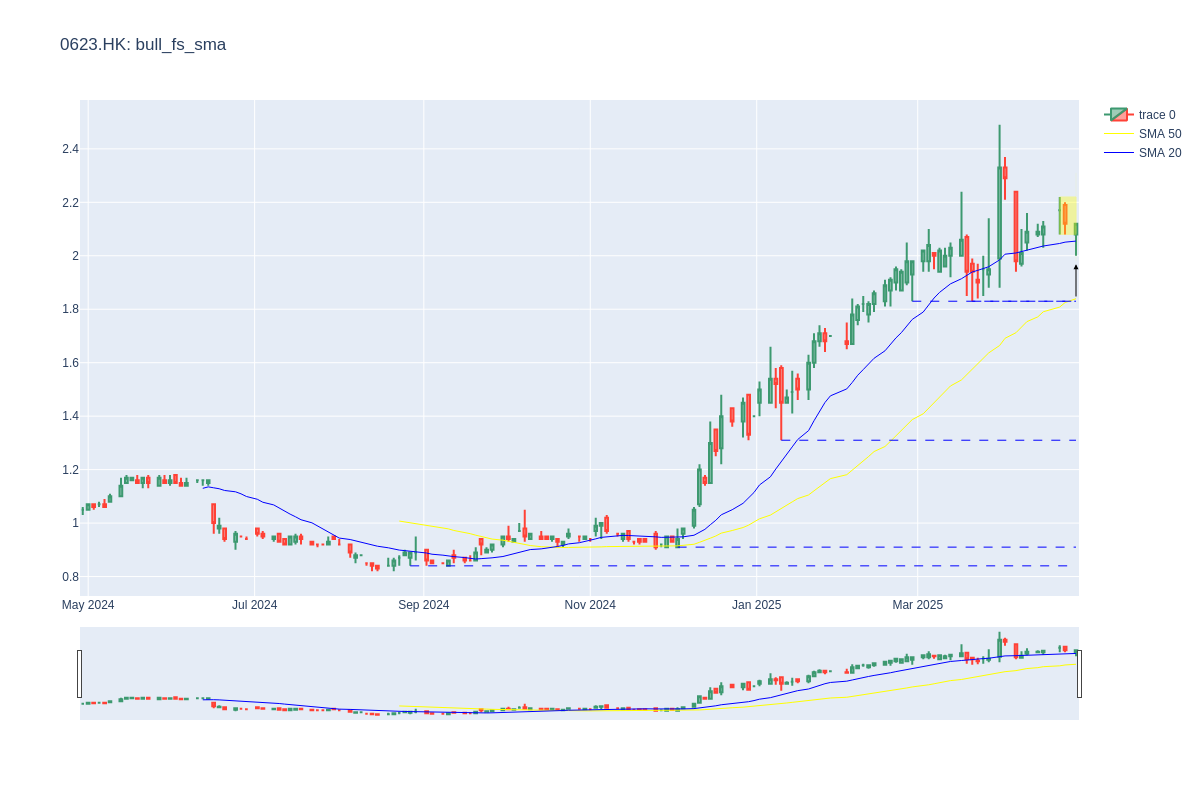 0623.HK: bull_fs_sma
trace 0
SMA 50
SMA 20
2.4
2.2
2
1.8
1.6
1.4
1.2
1
0.8
May 2024
Jul 2024
Sep 2024
Nov 2024
Jan 2025
Mar 2025